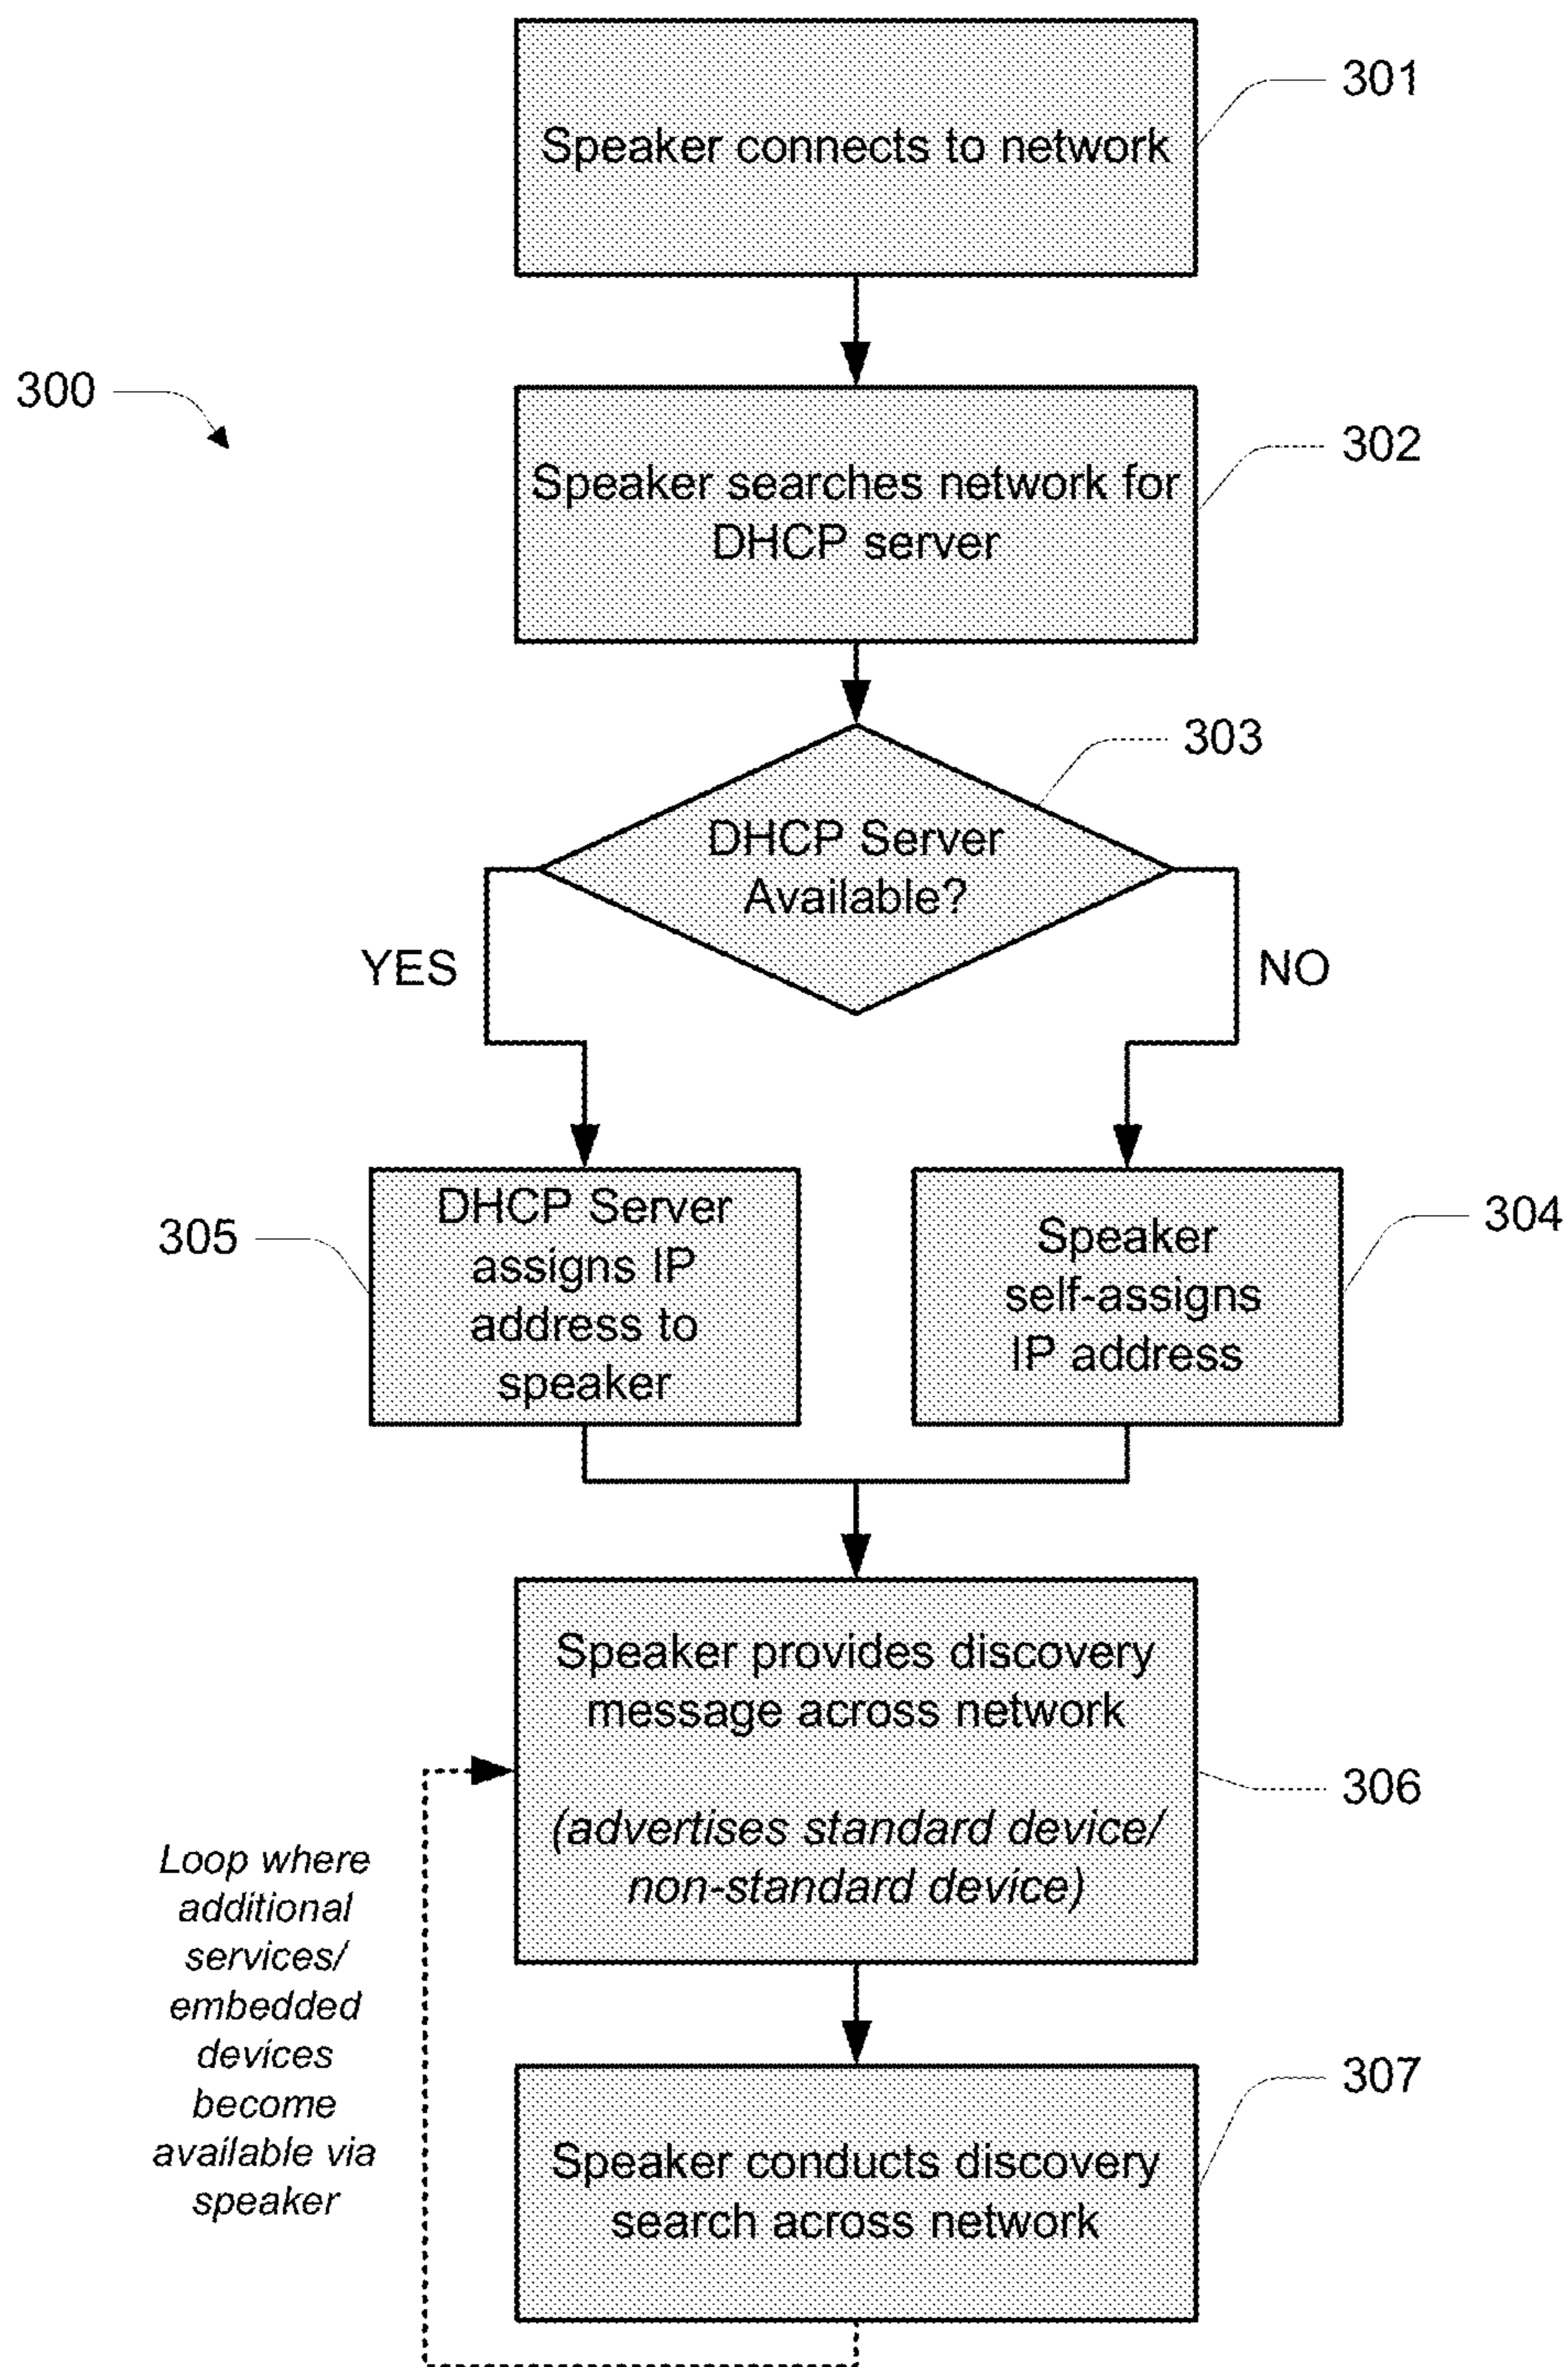 301
Speaker connects to network
300
302
Speaker searches network for
DHCP server
303
DHCP Server
Available?
YES
NO
305
DHCP Server
assigns IP
address to
speaker
304
Speaker
self-assigns
IP address
Speaker provides discovery
message across network
(advertises standard device/
non-standard device)
306
Loop where
additional
services/
embedded
devices
become
available via
speaker
307
Speaker conducts discovery
search across network